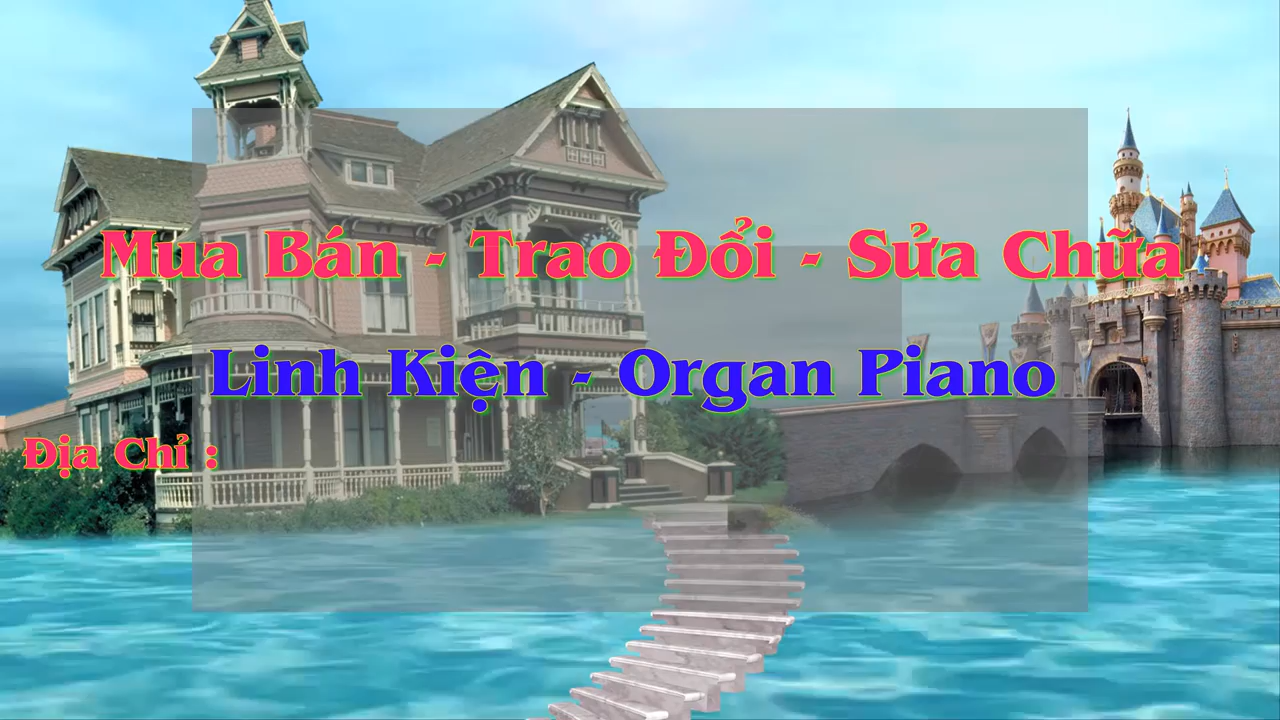 Mua Bán - Trao Đổi - Sửa Chữa
Linh Kiện - Organ Piano
Địa Chỉ :